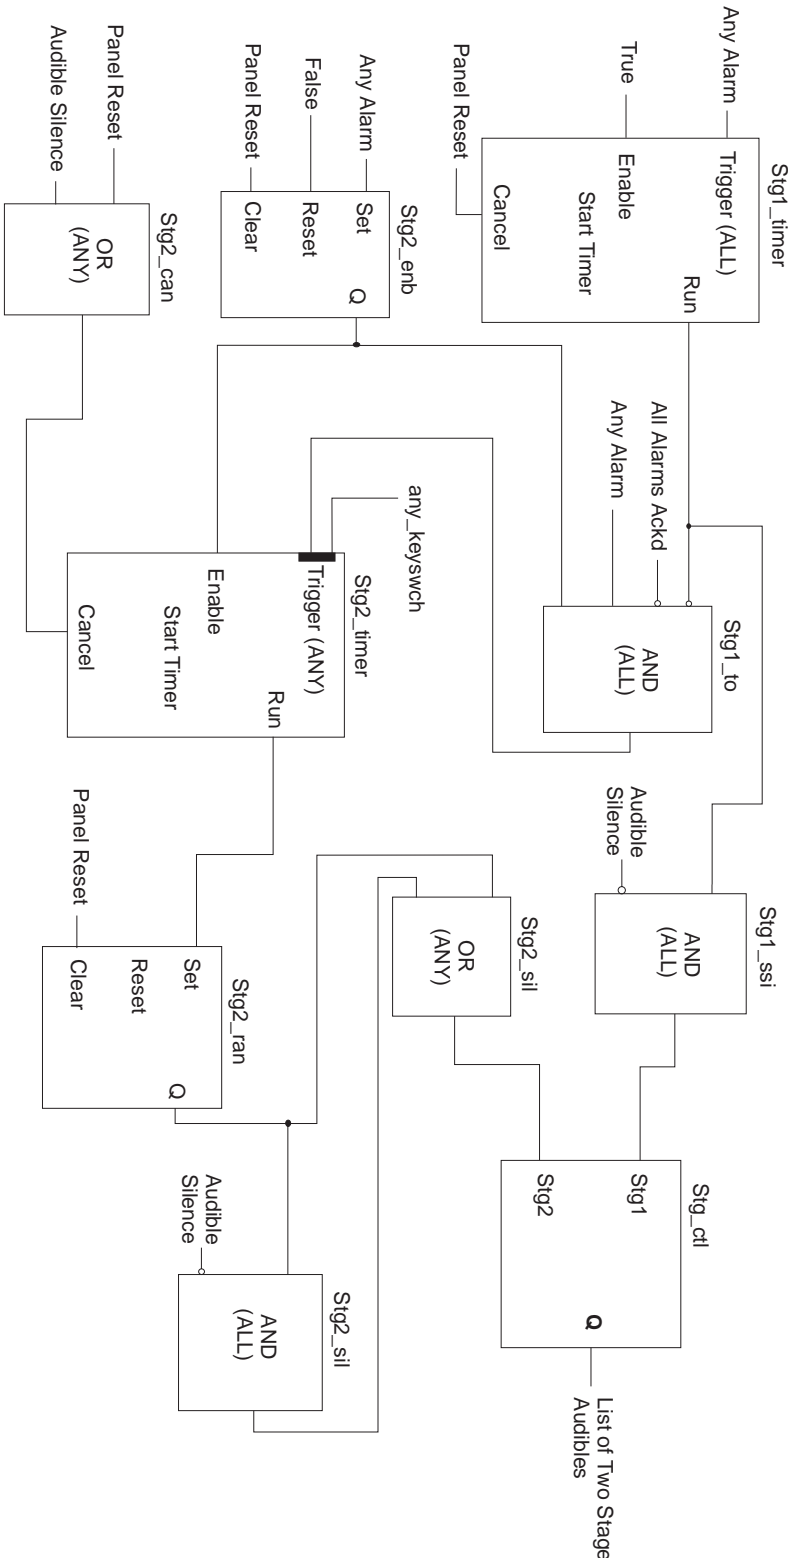 Any Alarm
True
Panel Reset
Stg1_timer
Trigger (ALL)
Enable
Start Timer
Cancel
Run
Any Alarm
False
Panel Reset
Stg2_enb
Set
Reset
Clear
Q
Panel Reset
Audible Silence
Stg2_can
OR
(ANY)
All Alarms Ackd
Any Alarm
Stg1_to
AND
(ALL)
any_keyswch
Stg2_timer
Trigger (ANY)
Enable
Start Timer
Cancel
Run
Audible
Silence
Stg1_ssi
AND
(ALL)
Stg2_sil
OR
(ANY)
Panel Reset
Stg2_ran
Set
Reset
Clear
Q
Audible
Silence
Stg2_sil
AND
(ALL)
Stg_ctl
Stg1
Stg2
Q
List of Two Stage
Audibles